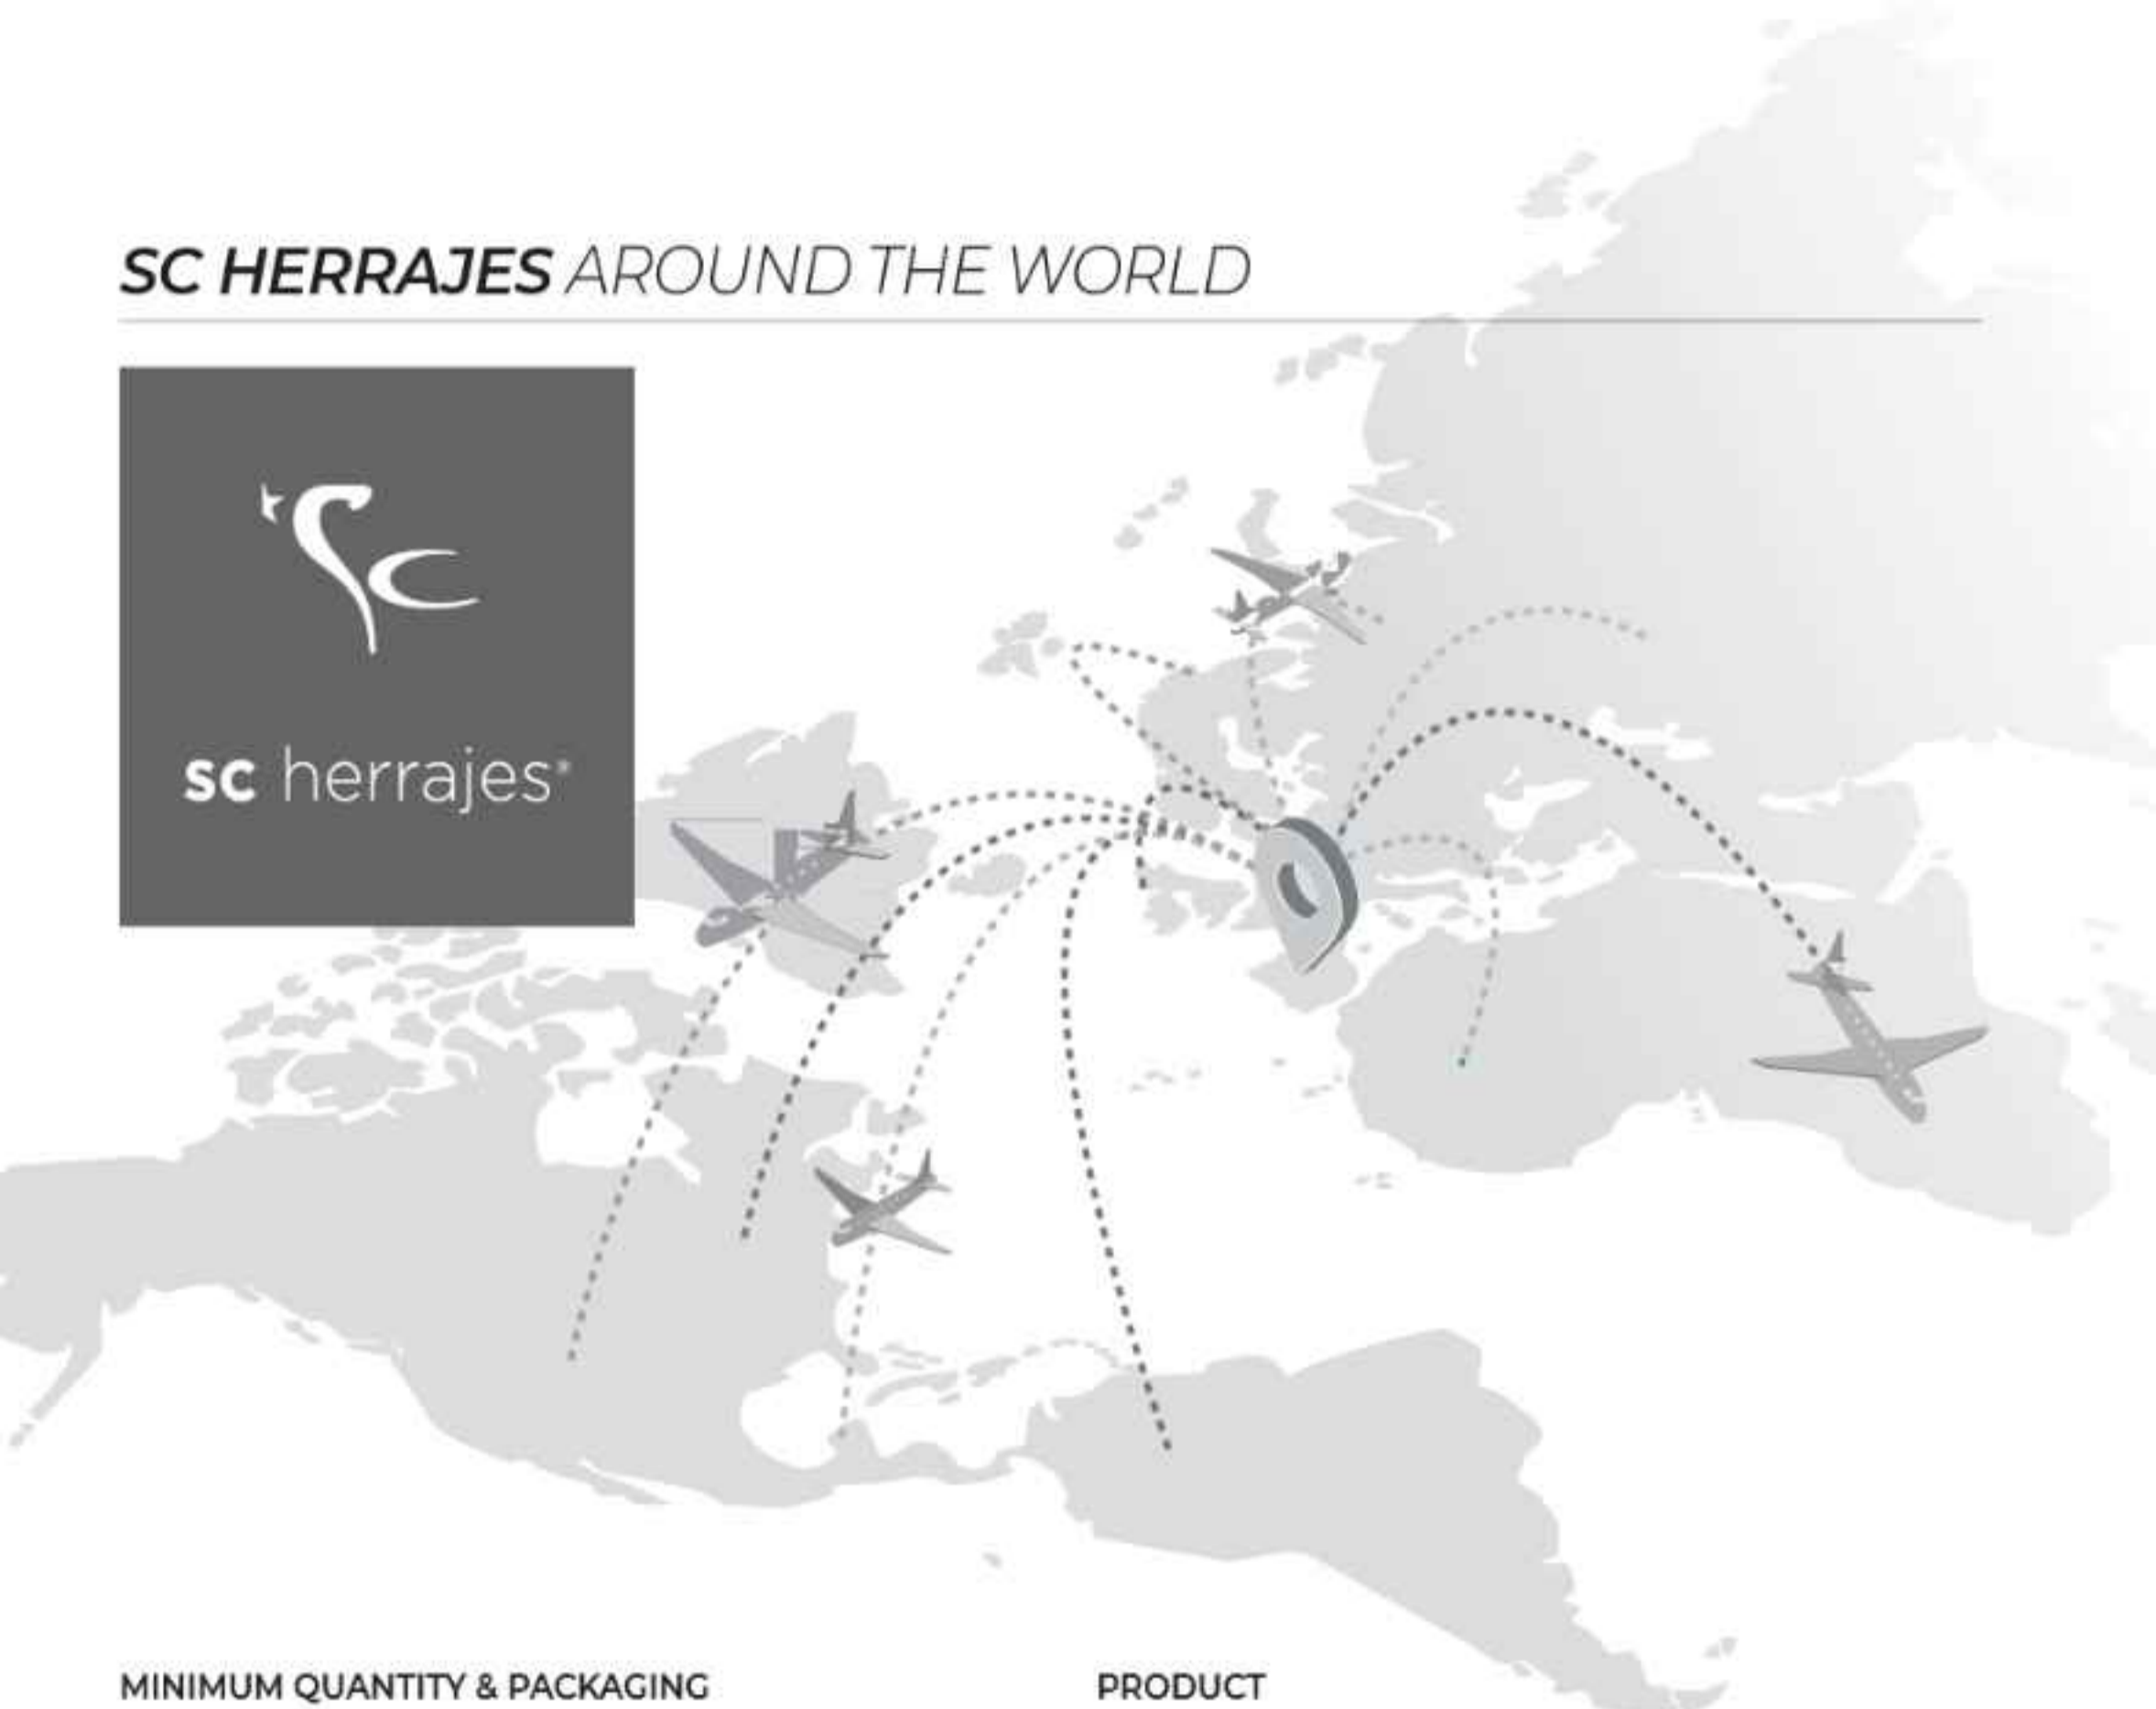 SC HERRAJES AROUND THE WORLD
sc herrajes®
MINIMUM QUANTITY & PACKAGING
PRODUCT